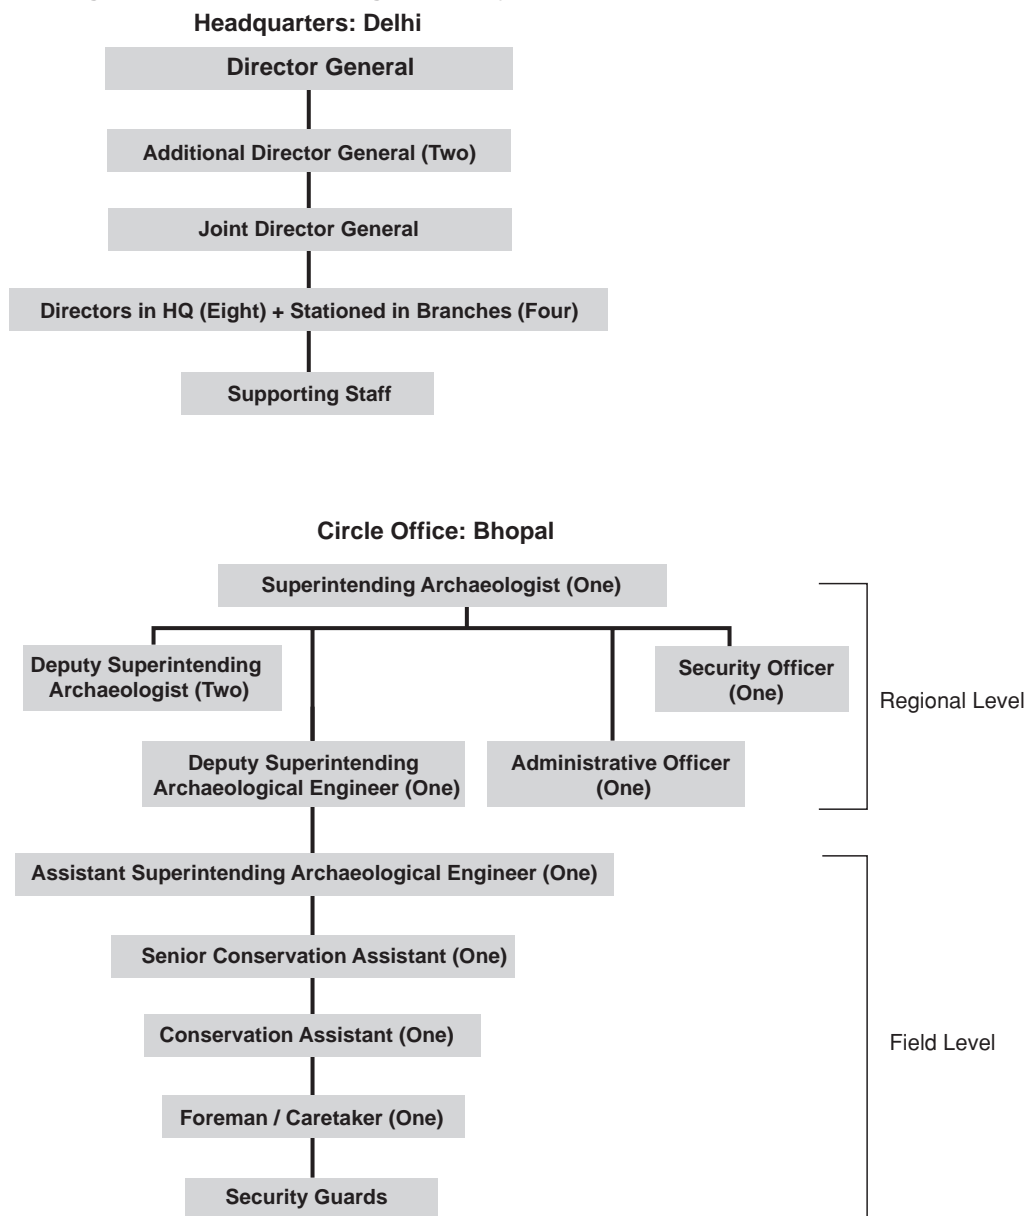 Headquarters: Delhi
Director General
Additional Director General (Two)
Joint Director General
Directors in HQ (Eight) + Stationed in Branches (Four)
Supporting Staff
Circle Office: Bhopal
Superintending Archaeologist (One)
Deputy Superintending
Archaeologist (Two)
Security Officer
(One)
Regional Level
Deputy Superintending
Archaeological Engineer (One)
Administrative Officer
(One)
Assistant Superintending Archaeological Engineer (One)
Senior Conservation Assistant (One)
Conservation Assistant (One)
Field Level
Foreman / Caretaker (One)
Security Guards